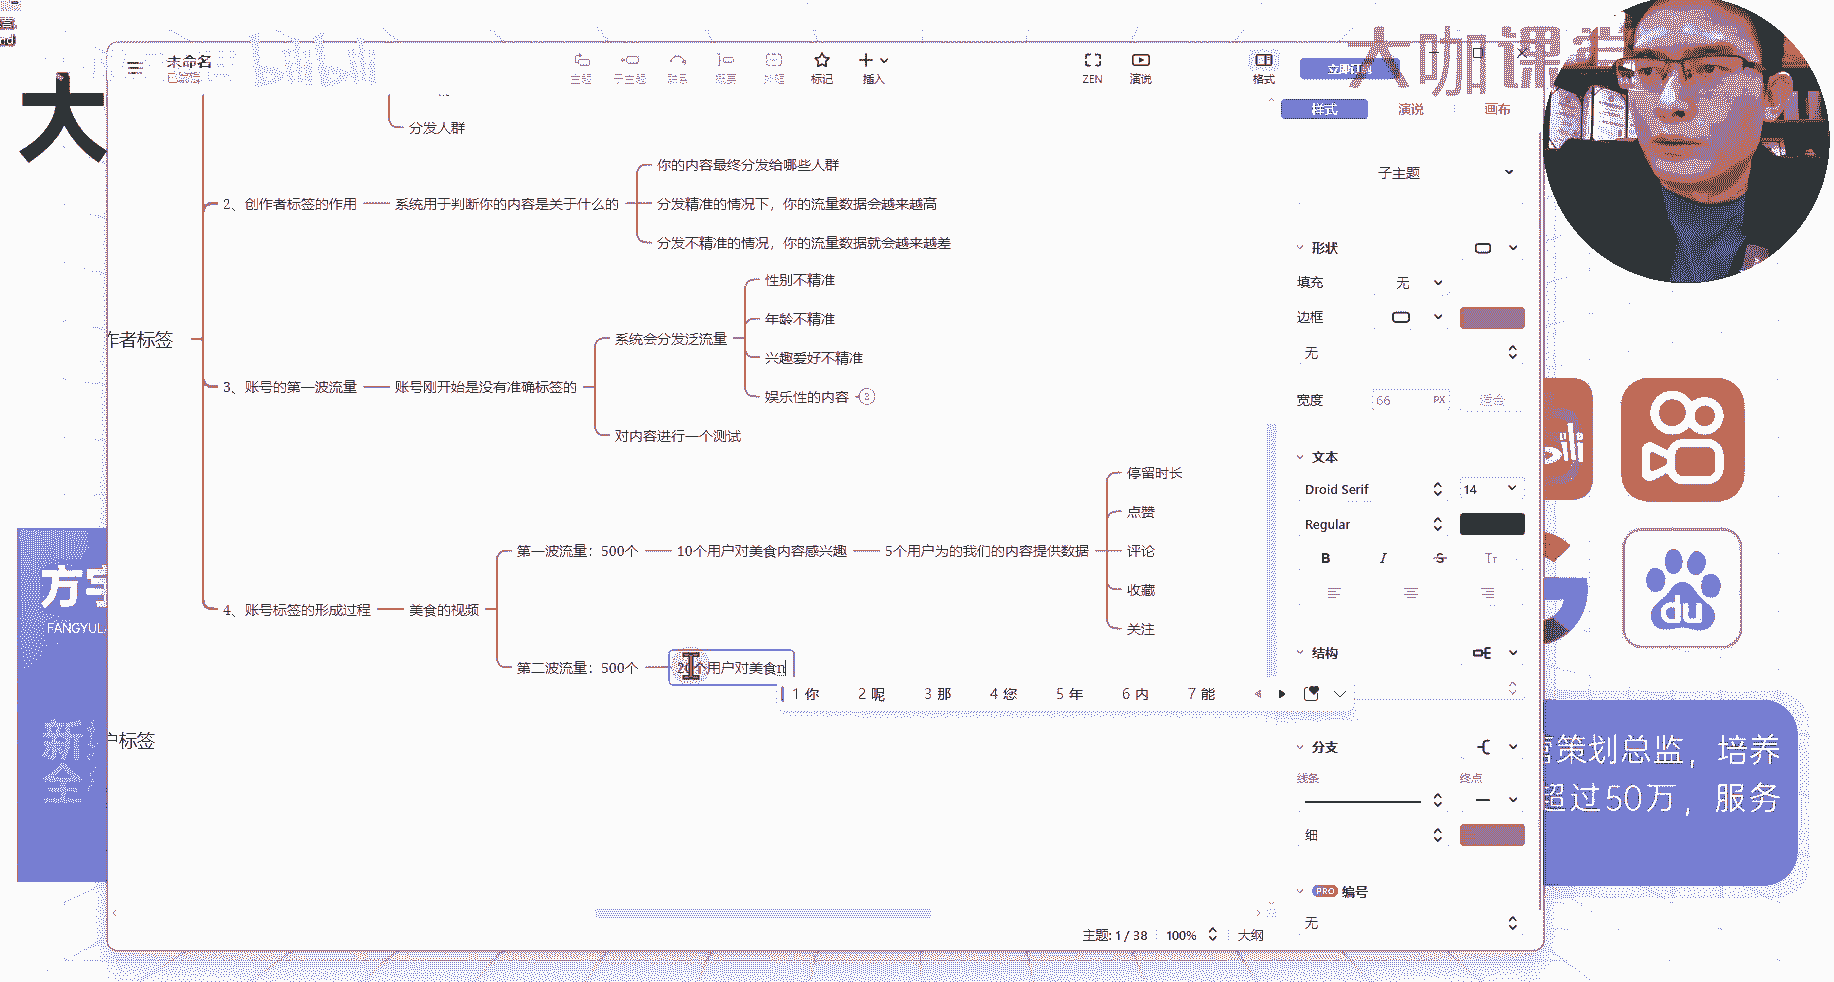 大
未命名
bilibili
主题
子主题
联系
概要
外框
标记
插入
ZEN
演说
格式
立即订
大咖课堂
样式
演说
画布
分发人群
2、创作者标签的作用
系统用于判断你的内容是关于什么的
你的内容最终分发给哪些人群
分发精准的情况下，你的流量数据会越来越高
分发不精准的情况，你的流量数据就会越来越差
作者标签
3、账号的第一波流量
账号刚开始是没有准确标签的
系统会分发泛流量
性别不精准
年龄不精准
兴趣爱好不精准
娱乐性的内容
对内容进行一个测试
4、账号标签的形成过程
美食的视频
第一波流量：500个
10个用户对美食内容感兴趣
5个用户为的我们的内容提供数据
停留时长
点赞
评论
收藏
关注
第二波流量：500个
20个用户对美食n
1 你
2 呢
3 那
4 您
5 年
6 内
7 能
户标签
子主题
形状
填充
无
边框
无
宽度
66
PX
适合
文本
Droid Serif
14
Regular
B
I
S
Tт
结构
分支
线条
终点
细
PRO
编号
无
主题: 1 / 38
100%
大纲
方宇
FANGYUL
新
全
du
营策划总监，培养
超过50万，服务